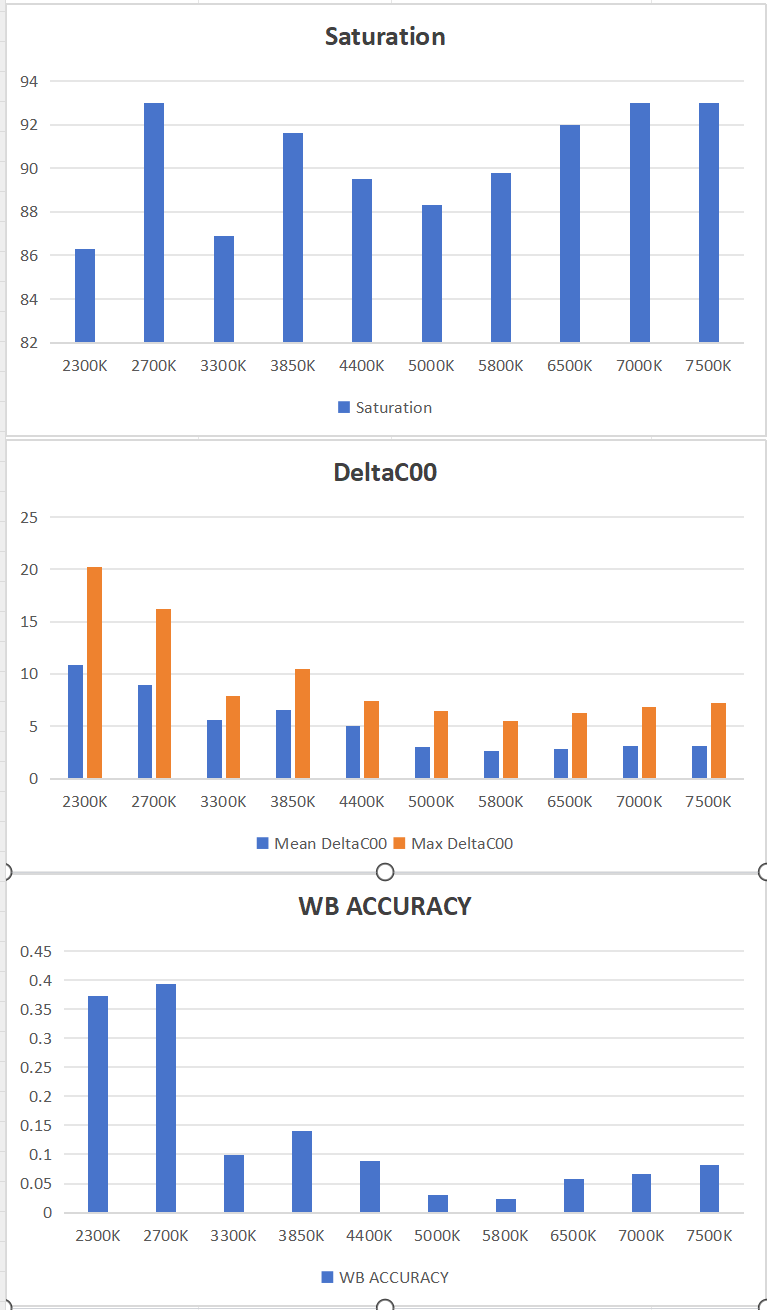 Saturation
94
92
90
88
86
84
82
2300K 2700K 3300K 3850K 4400K 5000K 5800K 6500K 7000K 7500K
Saturation
DeltaC00
25
20
15
10
5
0
2300K 2700K 3300K 3850K 4400K 5000K 5800K 6500K 7000K 7500K
Mean DeltaC00 Max DeltaC00
WB ACCURACY
0.45
0.4
0.35
0.3
0.25
0.2
0.15
0.1
0.05
0
2300K 2700K 3300K 3850K 4400K 5000K 5800K 6500K 7000K 7500K
WB ACCURACY